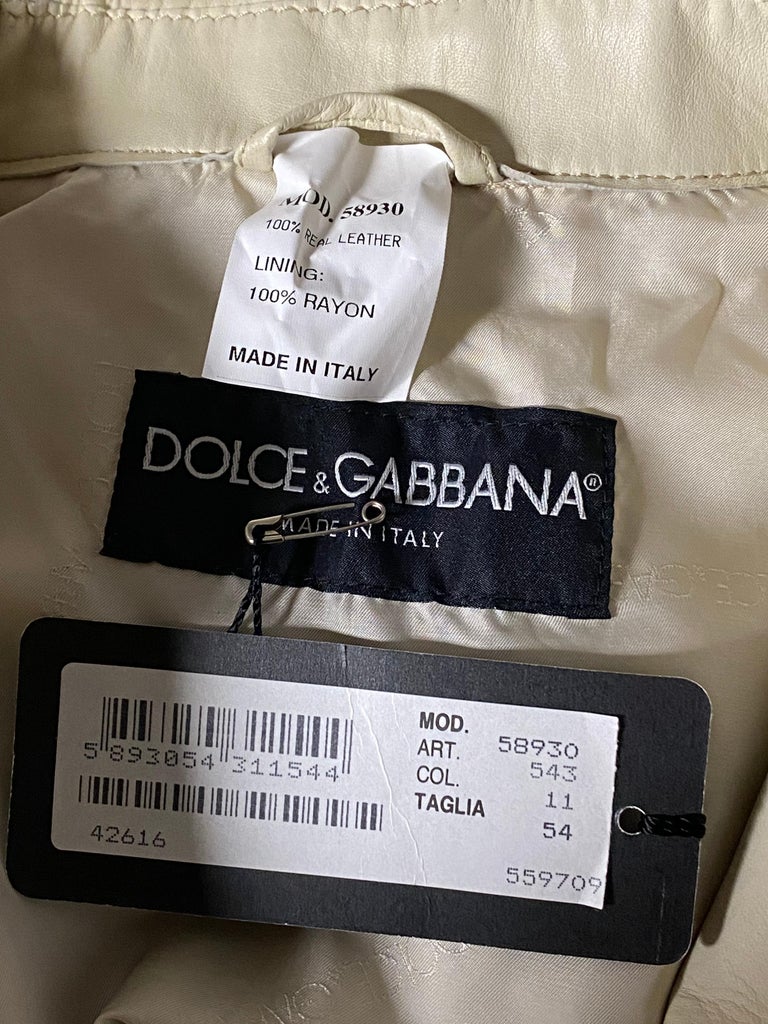 MOD. 58930
100% REAL LEATHER
LINING:
100% RAYON
MADE IN ITALY
DOLCE & GABBANA®
MADE IN ITALY
5 893054 311544
42616
MOD. 58930
ART. 543
COL. 11
TAGLIA 54
559709